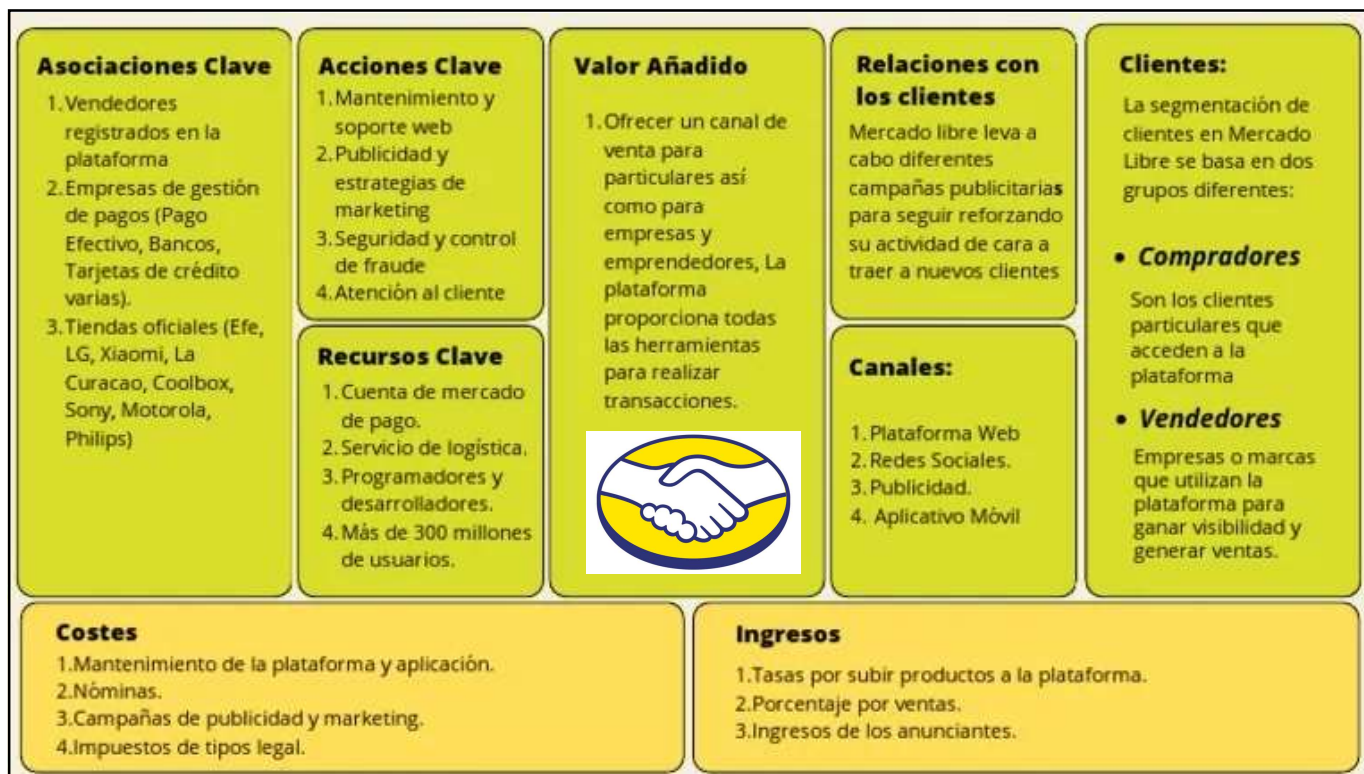 Asociaciones Clave
1.Vendedores
registrados en la
plataforma
2.Empresas de gestión
de pagos (Pago
Efectivo, Bancos,
Tarjetas de crédito
varias).
3.Tiendas oficiales (Efe,
LG, Xiaomi, La
Curacao, Coolbox,
Sony, Motorola,
Philips)
Acciones Clave
1.Mantenimiento y
soporte web
2.Publicidad y
estrategias de
marketing
3.Seguridad y control
de fraude
4.Atención al cliente
Recursos Clave
1.Cuenta de mercado
de pago.
2.Servicio de logística.
3.Programadores y
desarrolladores.
4.Más de 300 millones
de usuarios.
Valor Añadido
1.Ofrecer un canal de
venta para
particulares así
como para
empresas y
emprendedores, La
plataforma
proporciona todas
las herramientas
para realizar
transacciones.
Relaciones con
los clientes
Mercado libre leva a
cabo diferentes
campañas publicitarias
para seguir reforzando
su actividad de cara a
traer a nuevos clientes
Canales:
1.Plataforma Web
2.Redes Sociales.
3.Publicidad.
4. Aplicativo Móvil
Clientes:
La segmentación de
clientes en Mercado
Libre se basa en dos
grupos diferentes:
• Compradores
Son los clientes
particulares que
acceden a la
plataforma
• Vendedores
Empresas o marcas
que utilizan la
plataforma para
ganar visibilidad y
generar ventas.
Costes
1.Mantenimiento de la plataforma y aplicación.
2.Nóminas.
3.Campañas de publicidad y marketing.
4.Impuestos de tipos legal.
Ingresos
1.Tasas por subir productos a la plataforma.
2.Porcentaje por ventas.
3.Ingresos de los anunciantes.